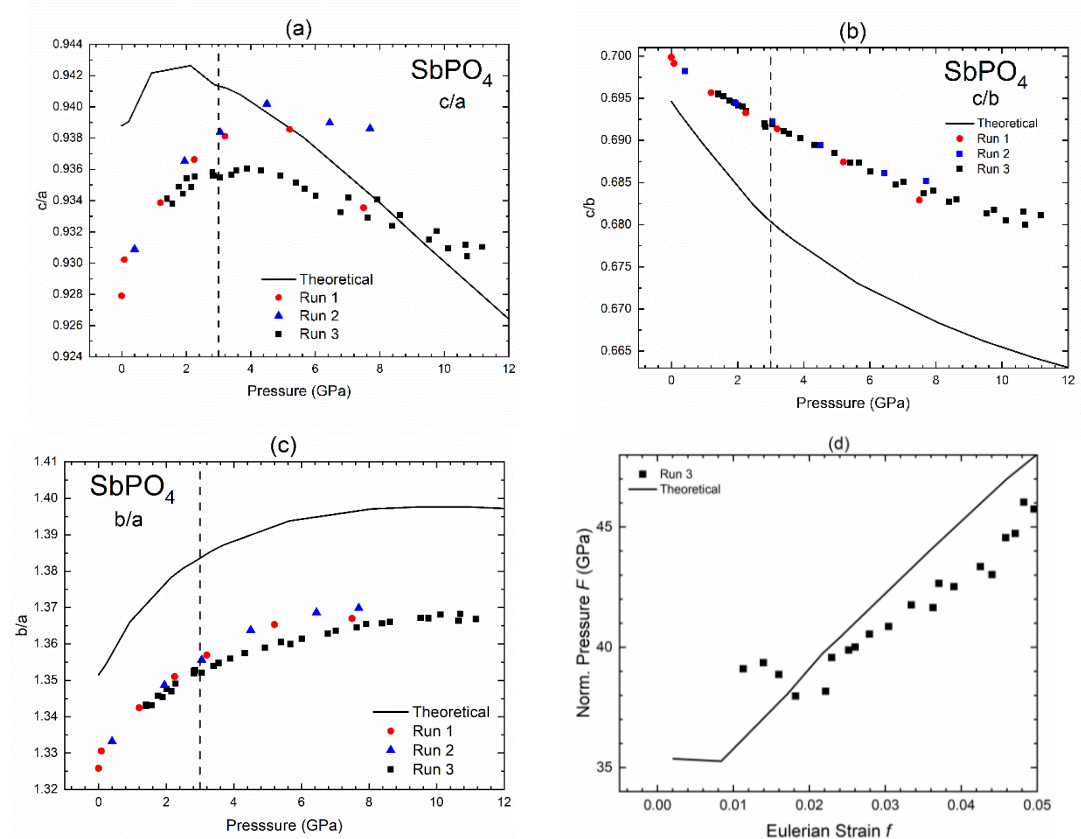 (a)
0.944
0.942
0.940
0.938
0.936
0.934
0.932
0.930
0.928
0.926
0.924
c/a
SbPO4
c/a
Theoretical
Run 1
Run 2
Run 3
0 2 4 6 8 10 12
Pressure (GPa)
(b)
0.700
0.695
0.690
0.685
0.680
0.675
0.670
0.665
c/b
SbPO4
c/b
Theoretical
Run 1
Run 2
Run 3
0 2 4 6 8 10 12
Presssure (GPa)
(c)
1.41
1.40
1.39
1.38
1.37
1.36
1.35
1.34
1.33
1.32
b/a
SbPO4
b/a
Theoretical
Run 1
Run 2
Run 3
0 2 4 6 8 10 12
Presssure (GPa)
(d)
Run 3
Theoretical
45
40
35
Norm. Pressure F (GPa)
0.00 0.01 0.02 0.03 0.04 0.05
Eulerian Strain f